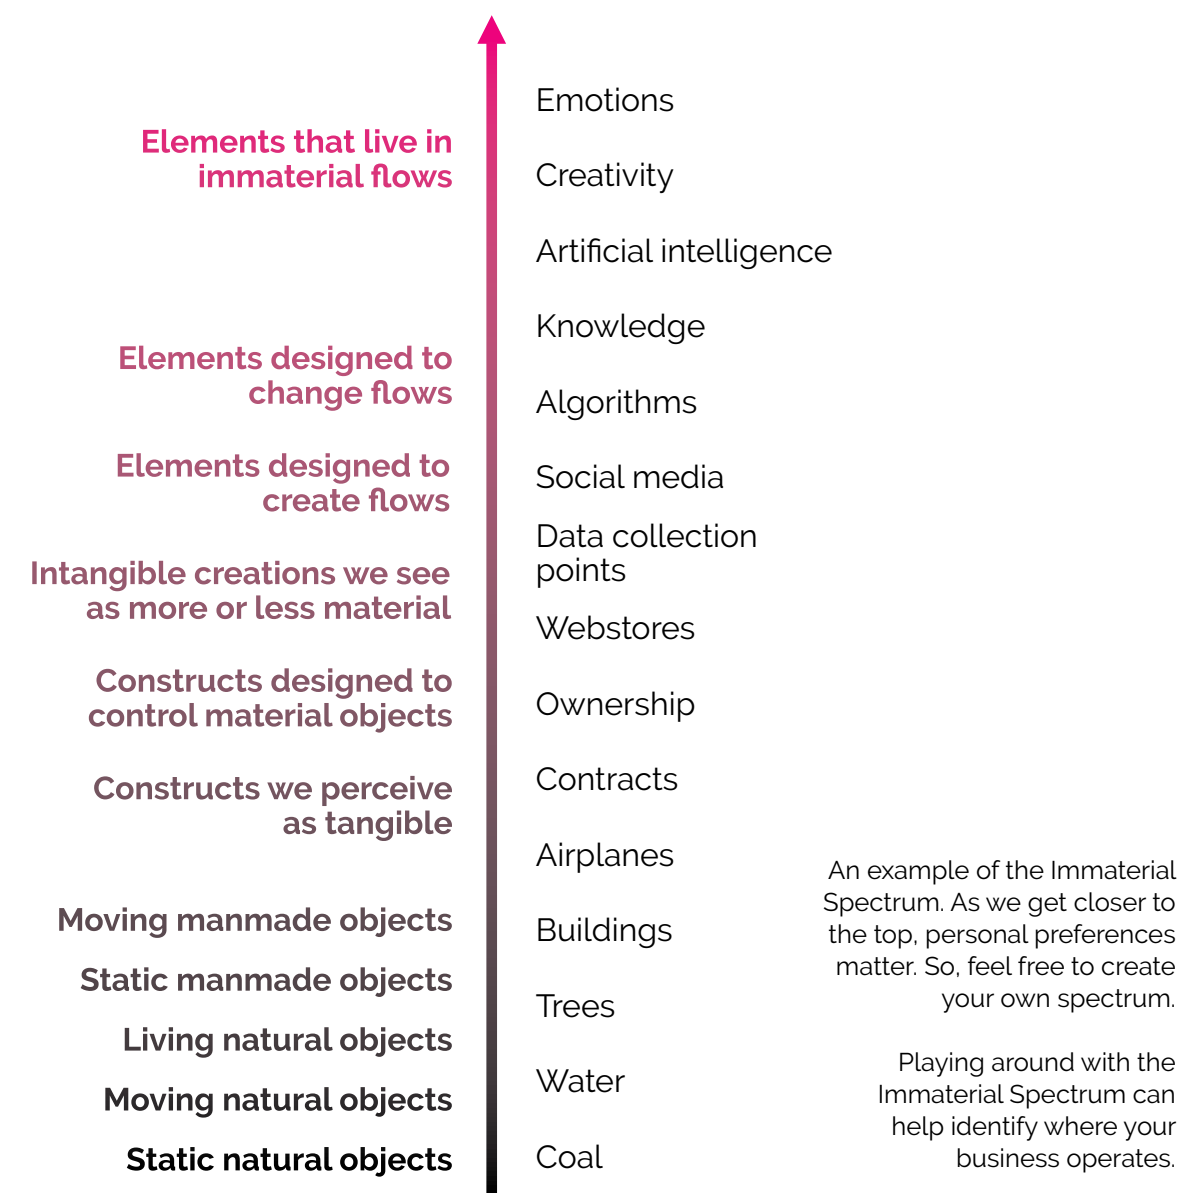 Elements that live in
immaterial flows
Elements designed to
change flows
Elements designed to
create flows
Intangible creations we see
as more or less material
Constructs designed to
control material objects
Constructs we perceive
as tangible
Moving manmade objects
Static manmade objects
Living natural objects
Moving natural objects
Static natural objects
Emotions
Creativity
Artificial intelligence
Knowledge
Algorithms
Social media
Data collection
points
Webstores
Ownership
Contracts
Airplanes
Buildings
Trees
Water
Coal
An example of the Immaterial
Spectrum. As we get closer to
the top, personal preferences
matter. So, feel free to create
your own spectrum.
Playing around with the
Immaterial Spectrum can
help identify where your
business operates.